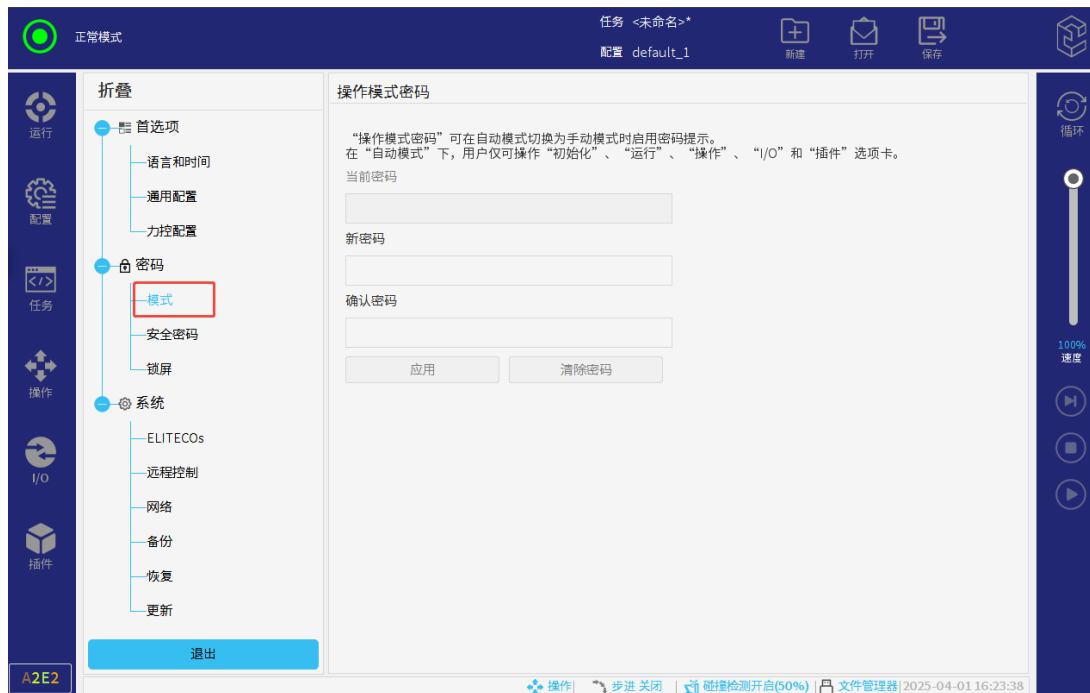 正常模式
任务 <未命名>*
配置 default_1
新建
打开
保存
运行
配置
任务
操作
I/O
插件
A2E2
折叠
首选项
语言和时间
通用配置
力控配置
密码
模式
安全密码
锁屏
系统
ELITECOs
远程控制
网络
备份
恢复
更新
退出
操作模式密码
“操作模式密码”可在自动模式切换为手动模式时启用密码提示。
在“自动模式”下，用户仅可操作“初始化”、“运行”、“操作”、“I/O”和“插件”选项卡。
当前密码
新密码
确认密码
应用
清除密码
循环
100%
速度
操作| 步进 关闭 | 碰撞检测开启(50%) | 文件管理器|2025-04-01 16:23:38